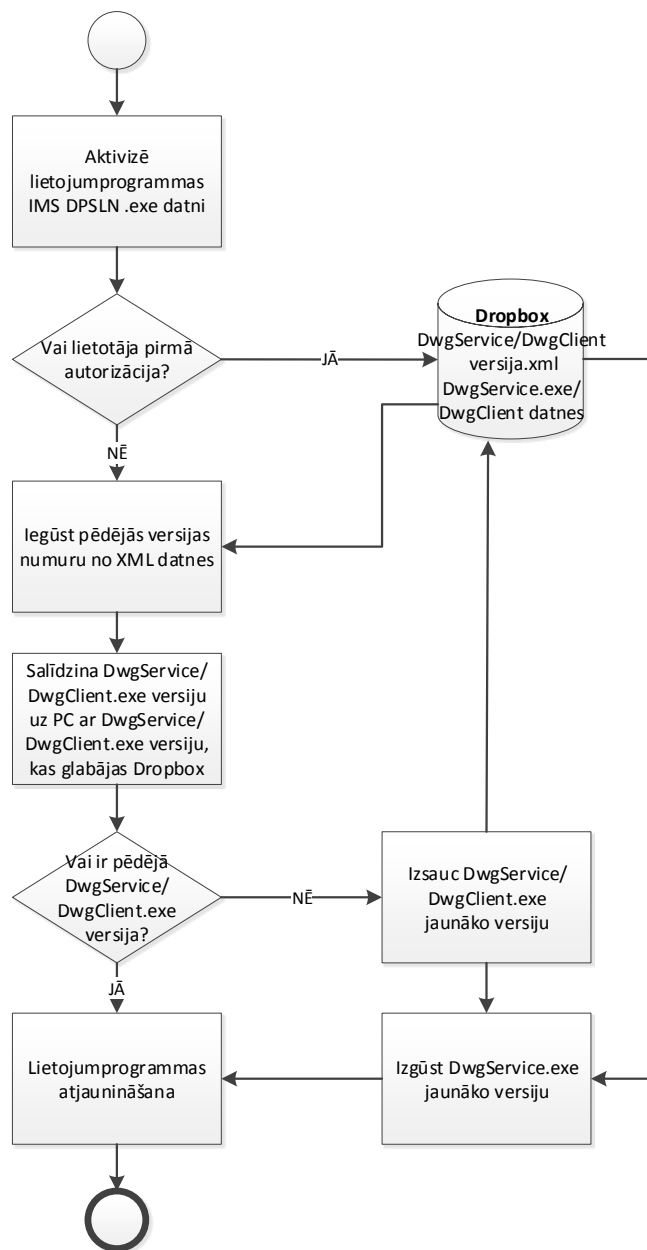 Aktivizē
lietojumprogrammas
IMS DPSLN .exe datni
Vai lietotāja pirmā
autorizācija?
JĀ
Dropbox
DwgService/DwgClient
versija.xml
DwgService.exe/
DwgClient datnes
NĒ
Iegūst pēdējās versijas
numuru no XML datnes
Salīdzina DwgService/
DwgClient.exe versiju
uz PC ar DwgService/
DwgClient.exe versiju,
kas glabājas Dropbox
Vai ir pēdējā
DwgService/
DwgClient.exe
versija?
NĒ
Izsauc DwgService/
DwgClient.exe
jaunāko versiju
JĀ
Lietojumprogrammas
atjaunināšana
Izgūst DwgService.exe
jaunāko versiju